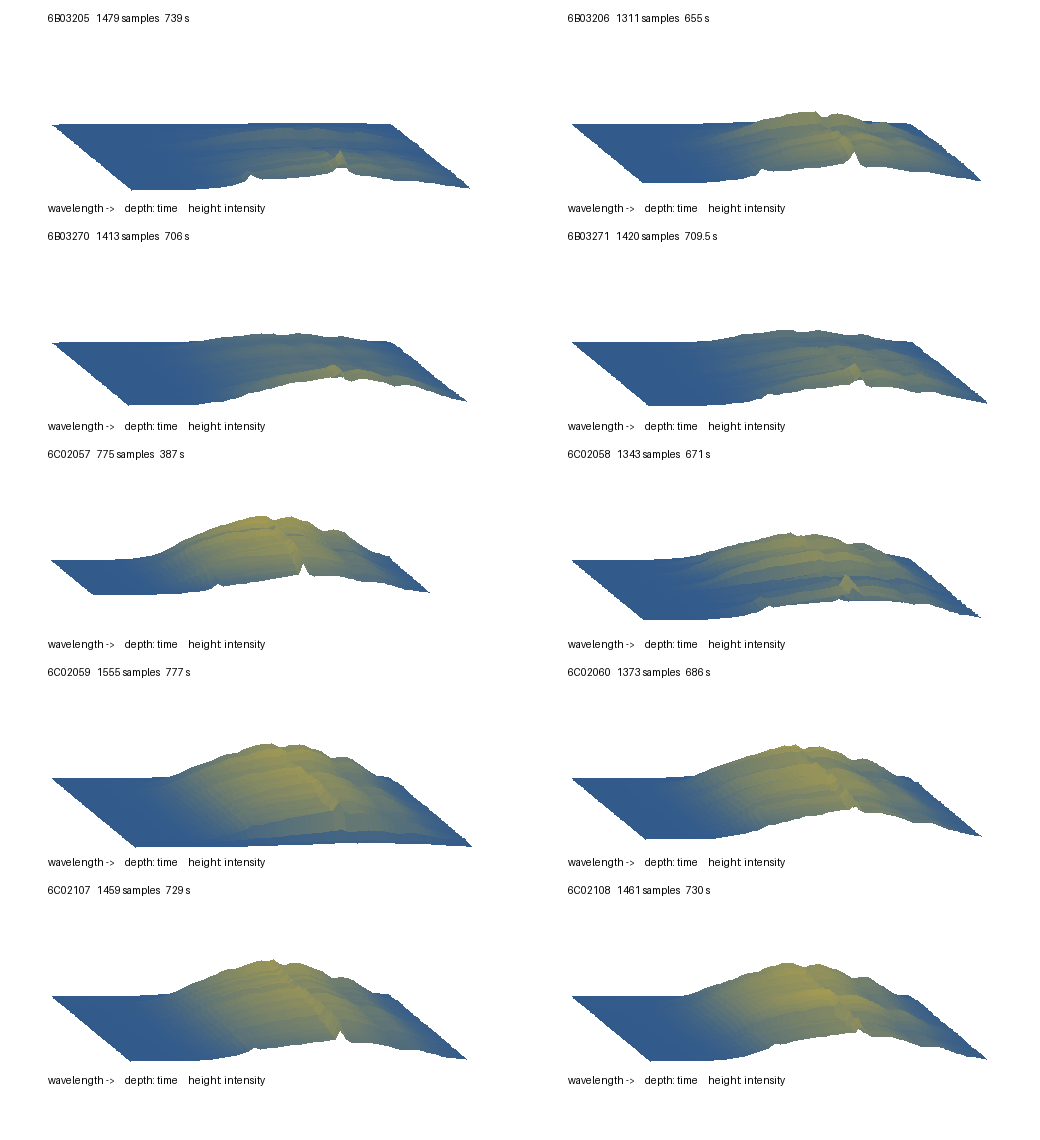 6B03205 1479 samples 739 s
6B03206 1311 samples 655 s
wavelength -> depth: time height: intensity
wavelength -> depth: time height: intensity
6B03270 1413 samples 706 s
6B03271 1420 samples 709.5 s
wavelength -> depth: time height: intensity
wavelength -> depth: time height: intensity
6C02057 775 samples 387 s
6C02058 1343 samples 671 s
wavelength -> depth: time height: intensity
wavelength -> depth: time height: intensity
6C02059 1555 samples 777 s
6C02060 1373 samples 686 s
wavelength -> depth: time height: intensity
wavelength -> depth: time height: intensity
6C02107 1459 samples 729 s
6C02108 1461 samples 730 s
wavelength -> depth: time height: intensity
wavelength -> depth: time height: intensity